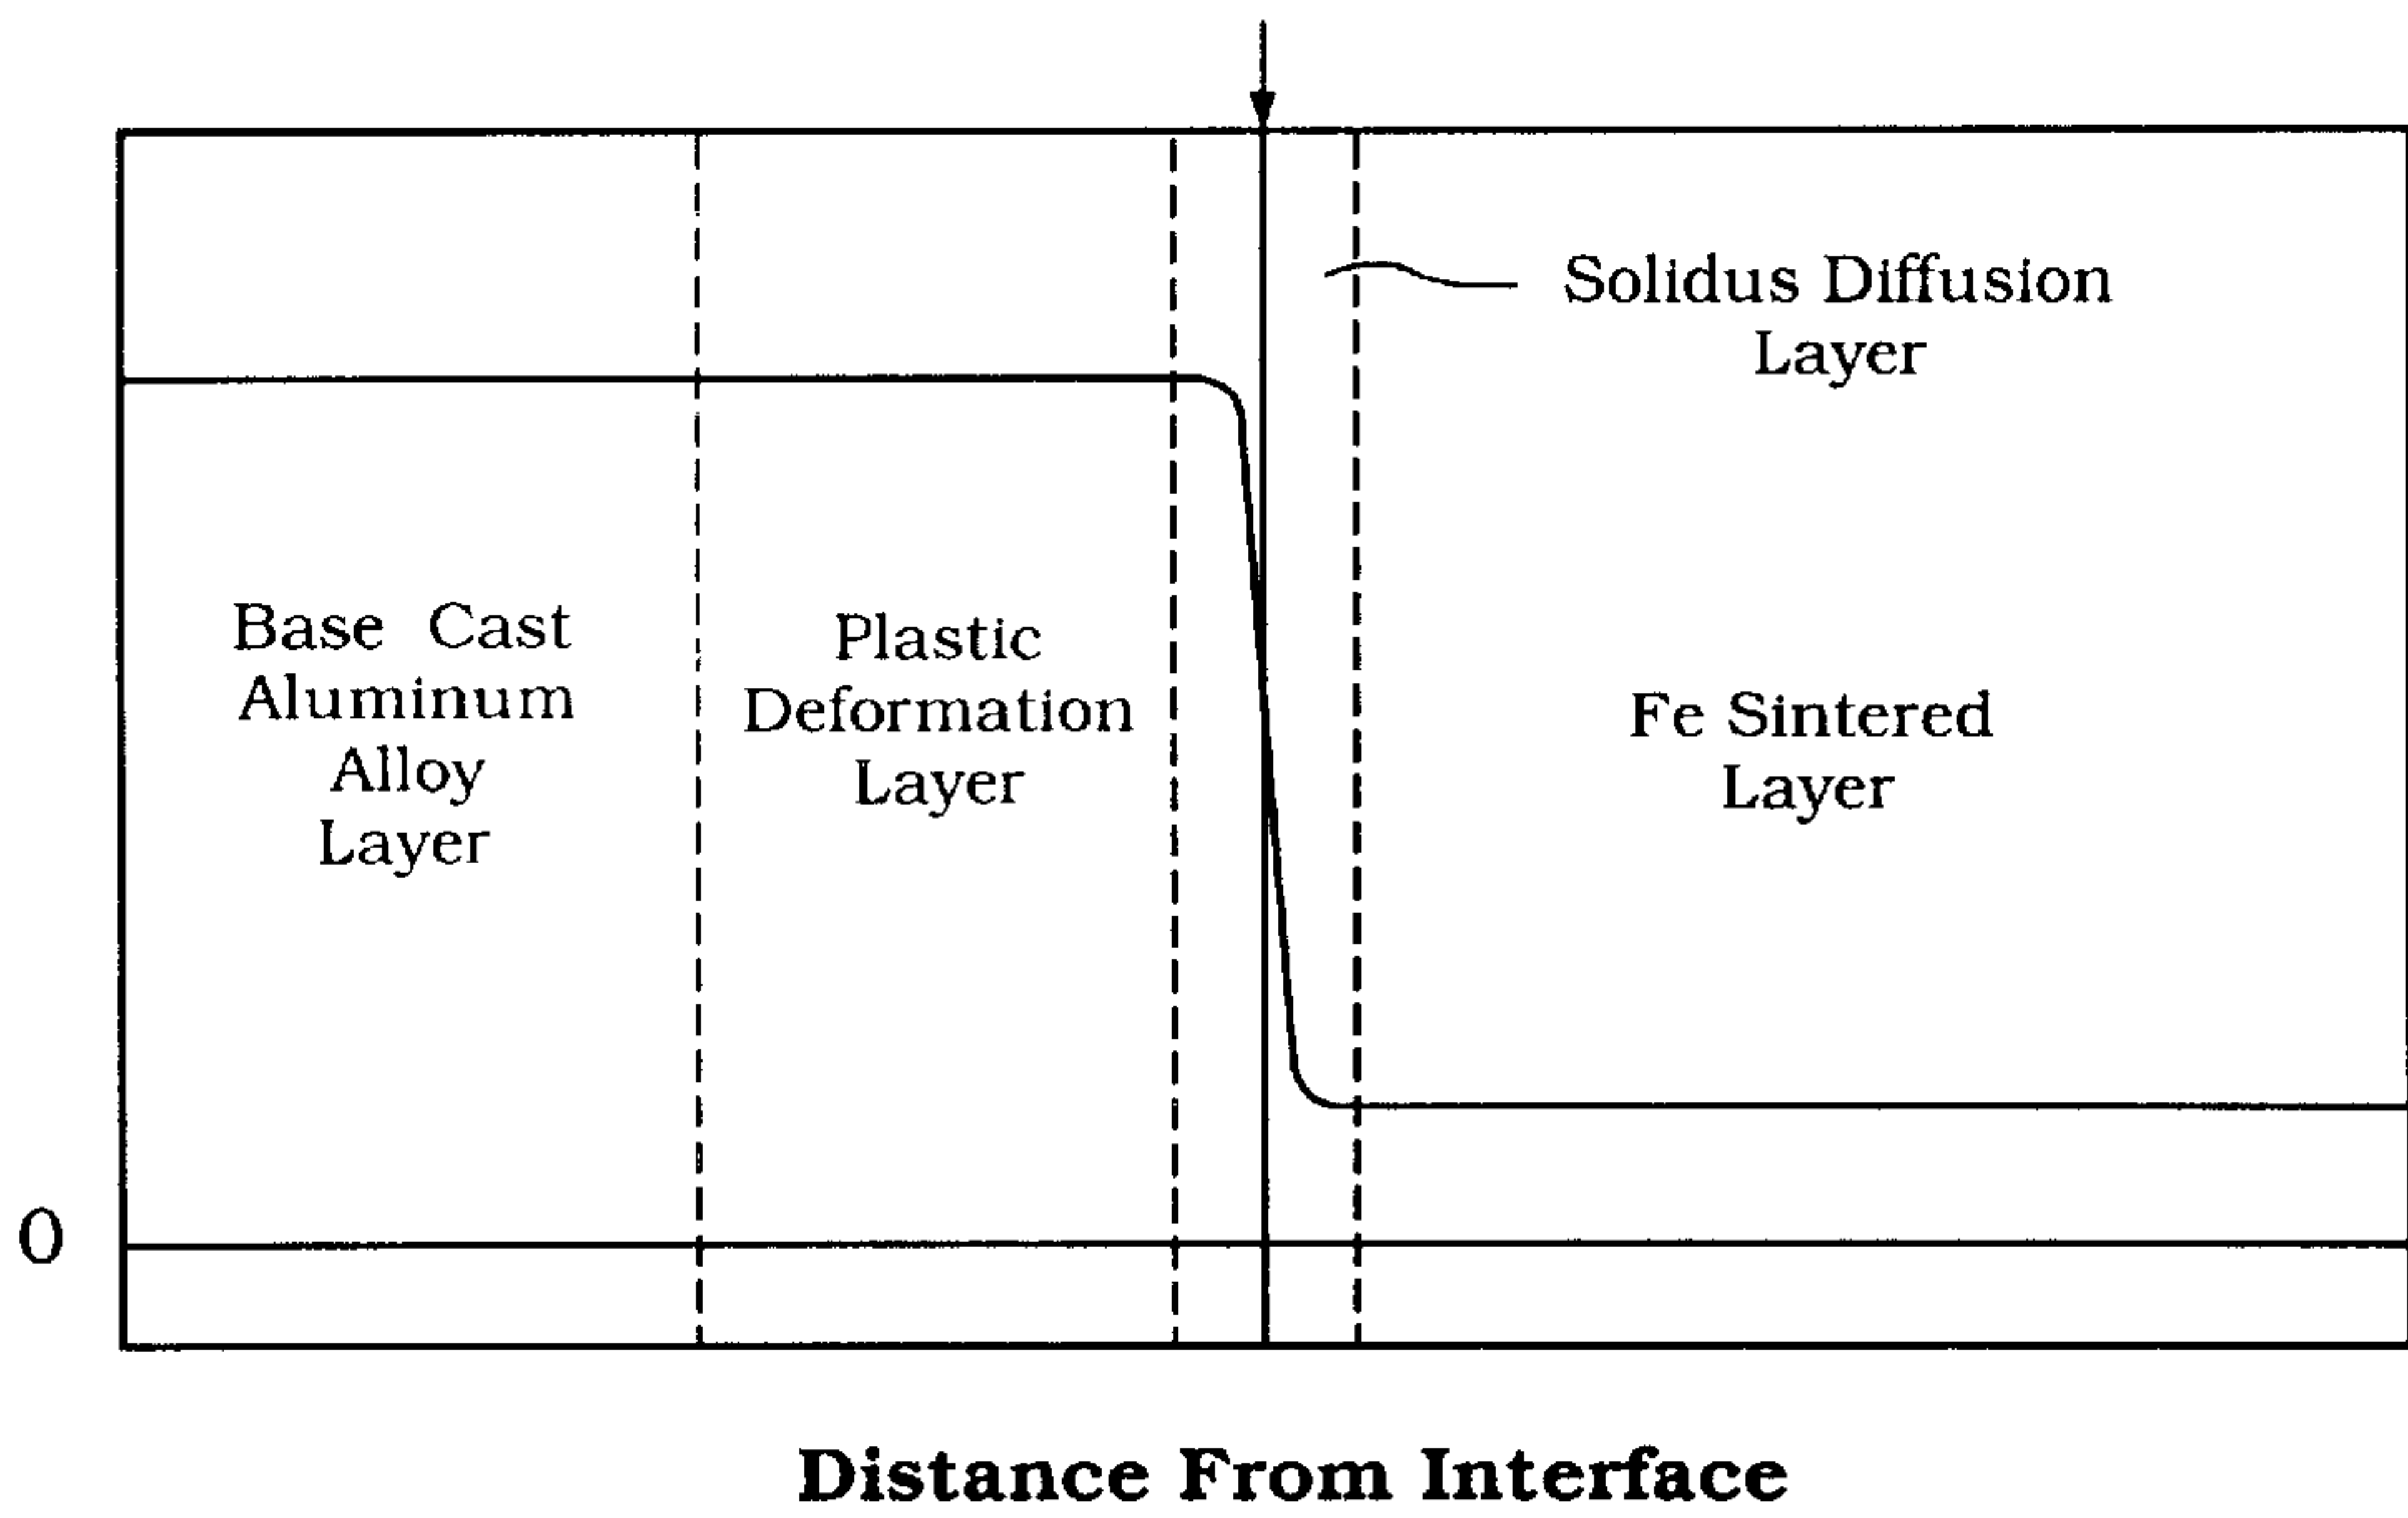 Solidus Diffusion
Layer
Base Cast
Aluminum
Alloy
Layer
Plastic
Deformation
Layer
Fe Sintered
Layer
0
Distance From Interface